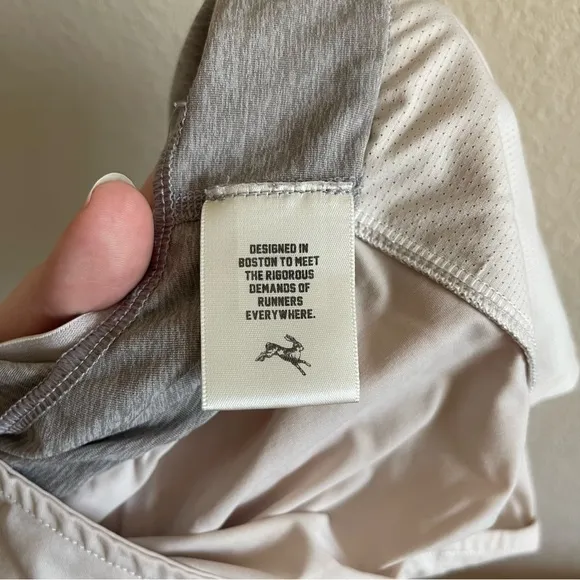 DESIGNED IN
BOSTON TO MEET
THE RIGOROUS
DEMANDS OF
RUNNERS
EVERYWHERE.